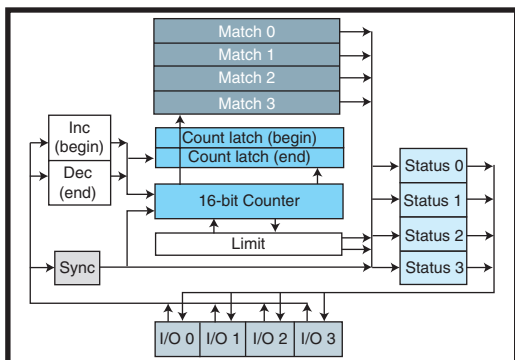 Match 0
Match 1
Match 2
Match 3
Inc
(begin)
Dec
(end)
Count latch (begin)
Count latch (end)
16-bit Counter
Limit
Sync
Status 0
Status 1
Status 2
Status 3
I/O 0 I/O 1 I/O 2 I/O 3